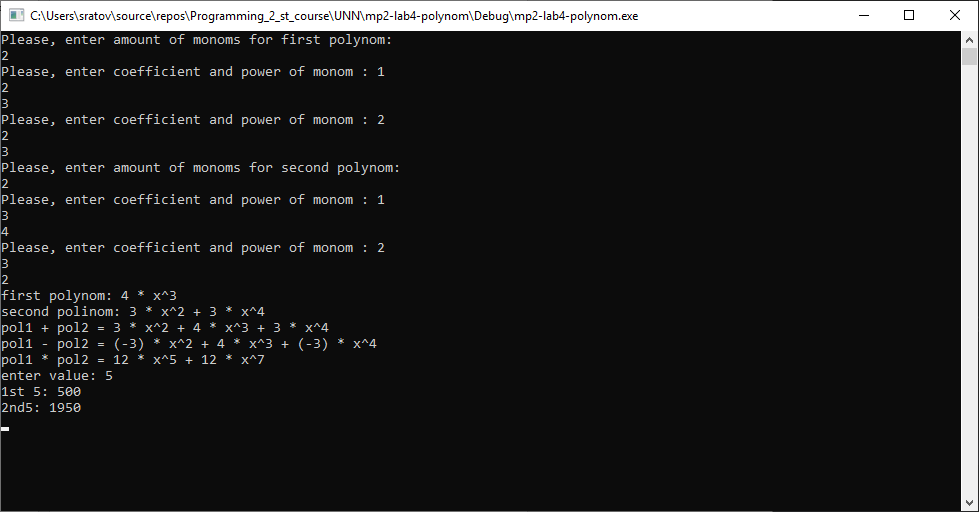 C:\Users\sratov\source\repos\Programming_2_st_course\UNN\mp2-lab4-polynom\Debug\mp2-lab4-polynom.exe
Please, enter amount of monoms for first polynom:
2
Please, enter coefficient and power of monom : 1
2
3
Please, enter coefficient and power of monom : 2
2
3
Please, enter amount of monoms for second polynom:
2
Please, enter coefficient and power of monom : 1
3
4
Please, enter coefficient and power of monom : 2
3
2
first polynom: 4 * x^3
second polinom: 3 * x^2 + 3 * x^4
pol1 + pol2 = 3 * x^2 + 4 * x^3 + 3 * x^4
pol1 - pol2 = (-3) * x^2 + 4 * x^3 + (-3) * x^4
pol1 * pol2 = 12 * x^5 + 12 * x^7
enter value: 5
1st 5: 500
2nd5: 1950